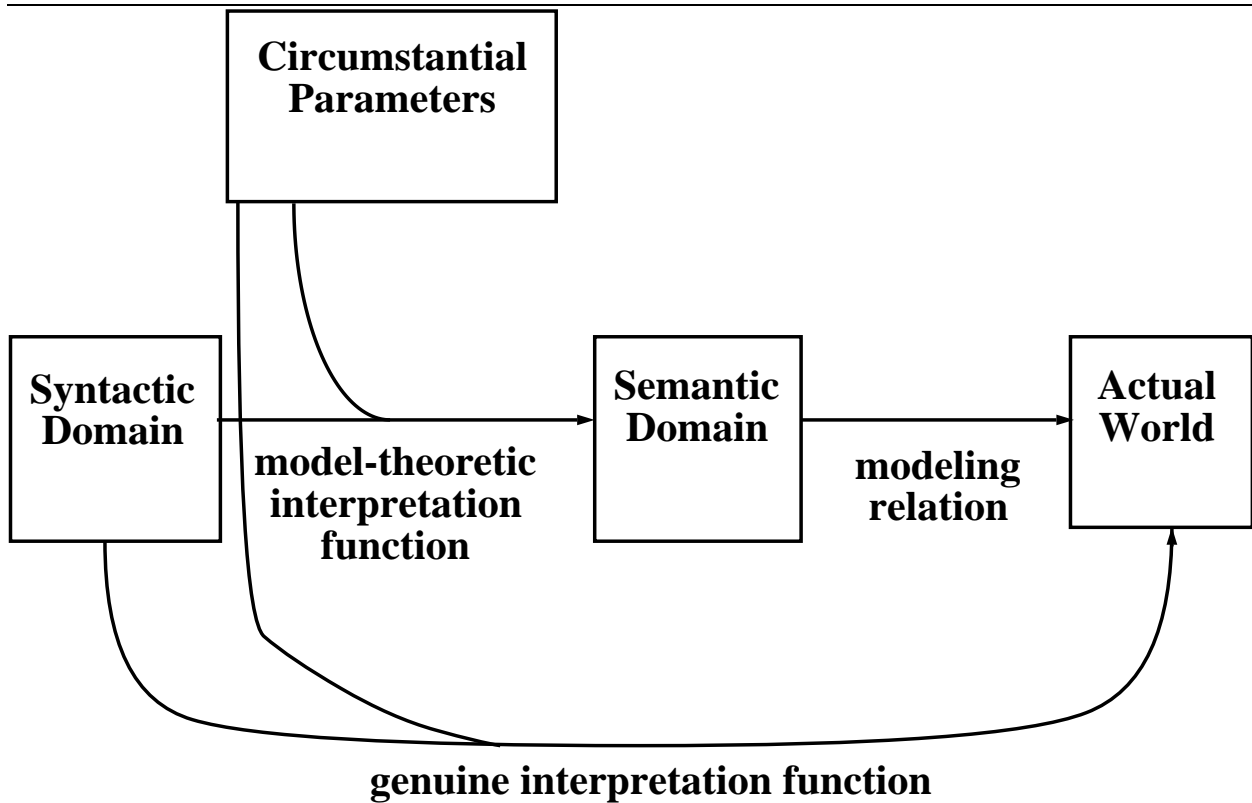 Circumstantial
Parameters
Syntactic
Domain
Semantic
Domain
Actual
World
model-theoretic
interpretation
function
modeling
relation
genuine interpretation function